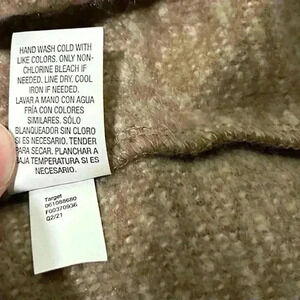 HAND WASH COLD WITH
LIKE COLORS. ONLY NON-
CHLORINE BLEACH IF
NEEDED. LINE DRY. COOL
IRON IF NEEDED.
LAVAR A MANO CON AGUA
FRÍA CON COLORES
SIMILARES. SÓLO
BLANQUEADOR SIN CLORO
SI ES NECESARIO. TENDER
PARA SECAR. PLANCHAR A
BAJA TEMPERATURA SI ES
NECESARIO.
Target
061088680
F00370936
Q2/21